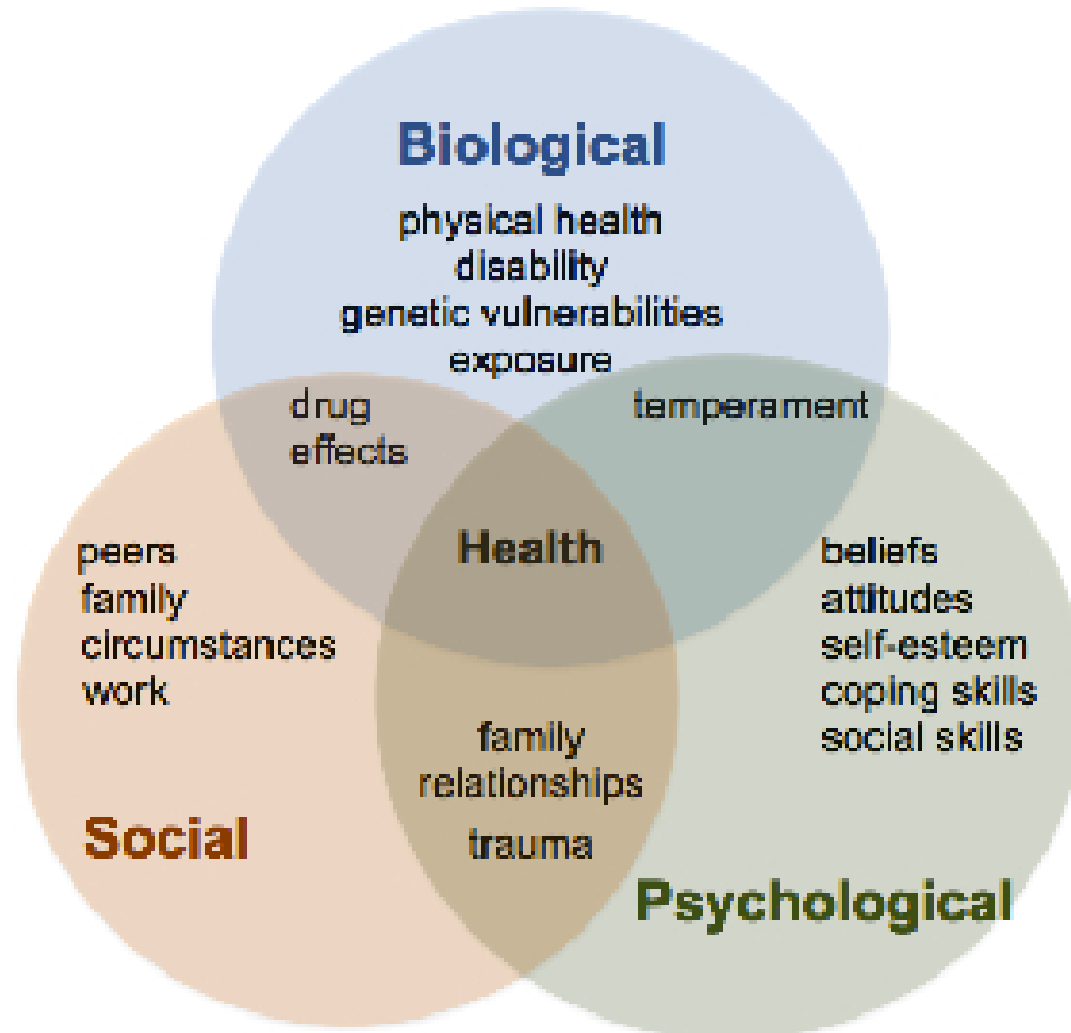 Biological
physical health
disability
genetic vulnerabilities
exposure
drug
effects
temperament
Health
peers
family
circumstances
work
beliefs
attitudes
self-esteem
coping skills
social skills
family
relationships
trauma
Social
Psychological